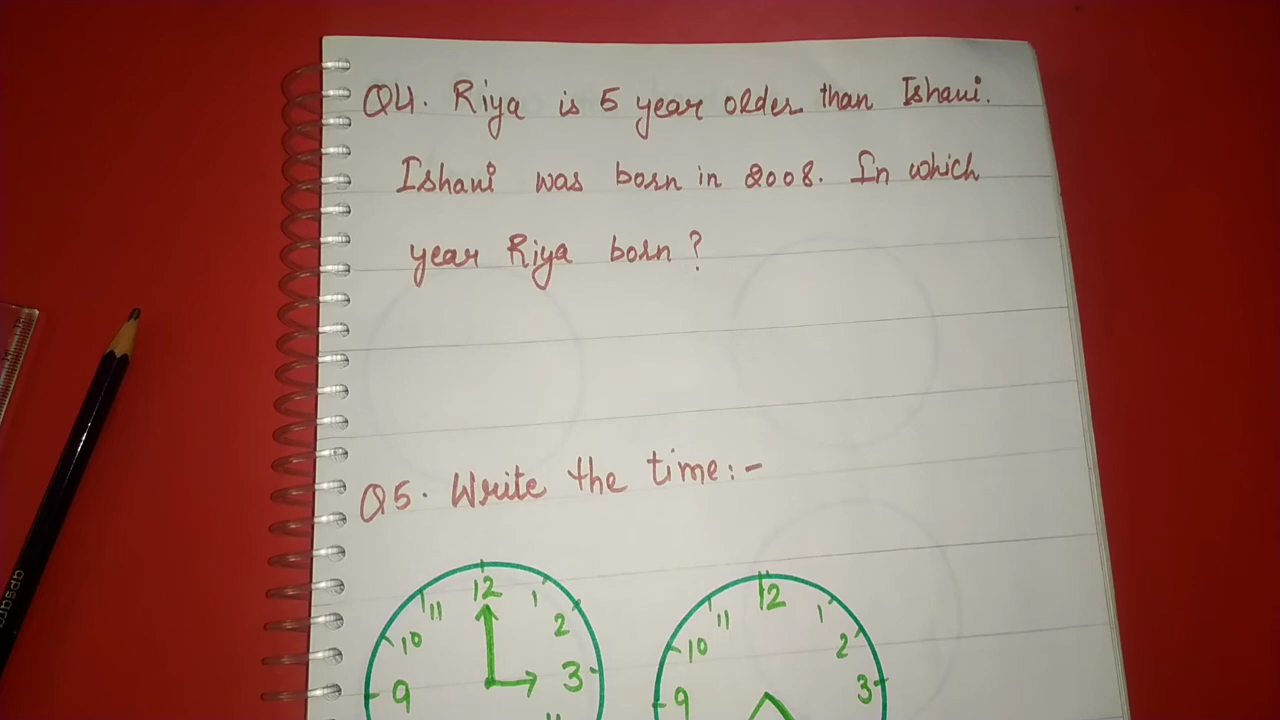 Q4. Riya is 5 year older than Ishani.
Ishani was born in 2008. In which
year Riya born?
Q5. Write the time:-
12 1 2 3 9 10 11
12 1 2 3 9 10 11
apsara